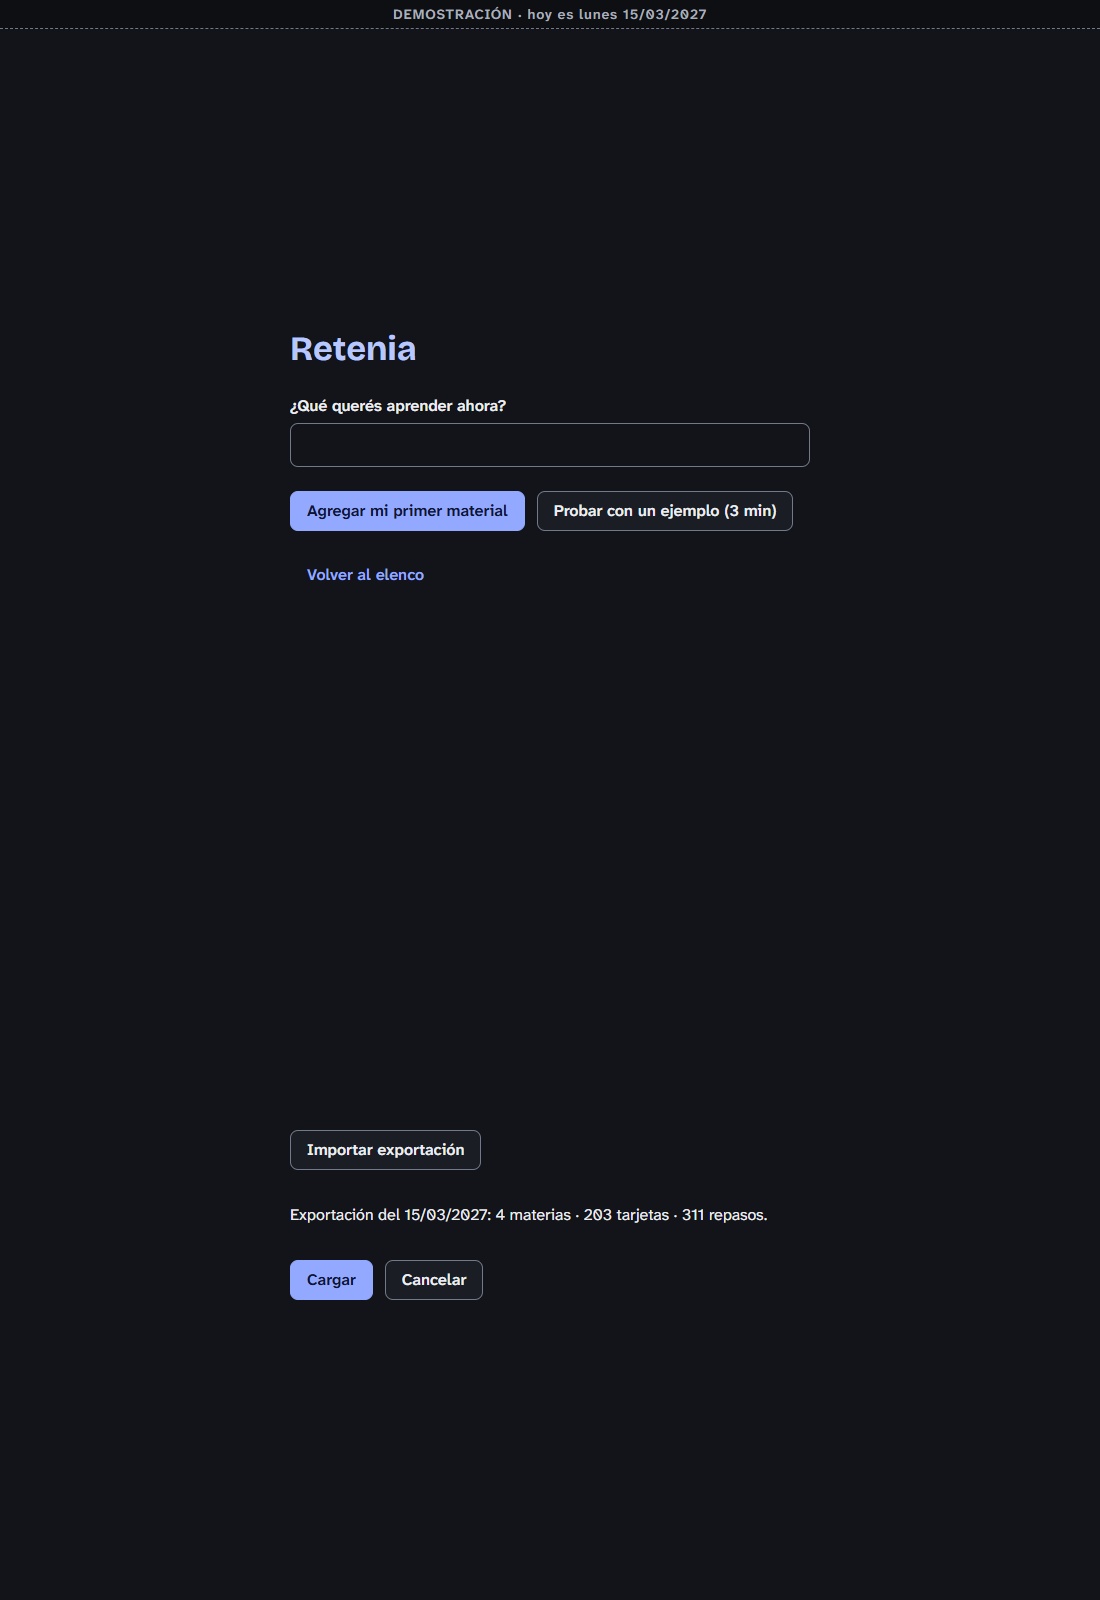 DEMOSTRACIÓN · hoy es lunes 15/03/2027
Retenia
¿Qué querés aprender ahora?
Agregar mi primer material
Probar con un ejemplo (3 min)
Volver al elenco
Importar exportación
Exportación del 15/03/2027: 4 materias · 203 tarjetas · 311 repasos.
Cargar
Cancelar